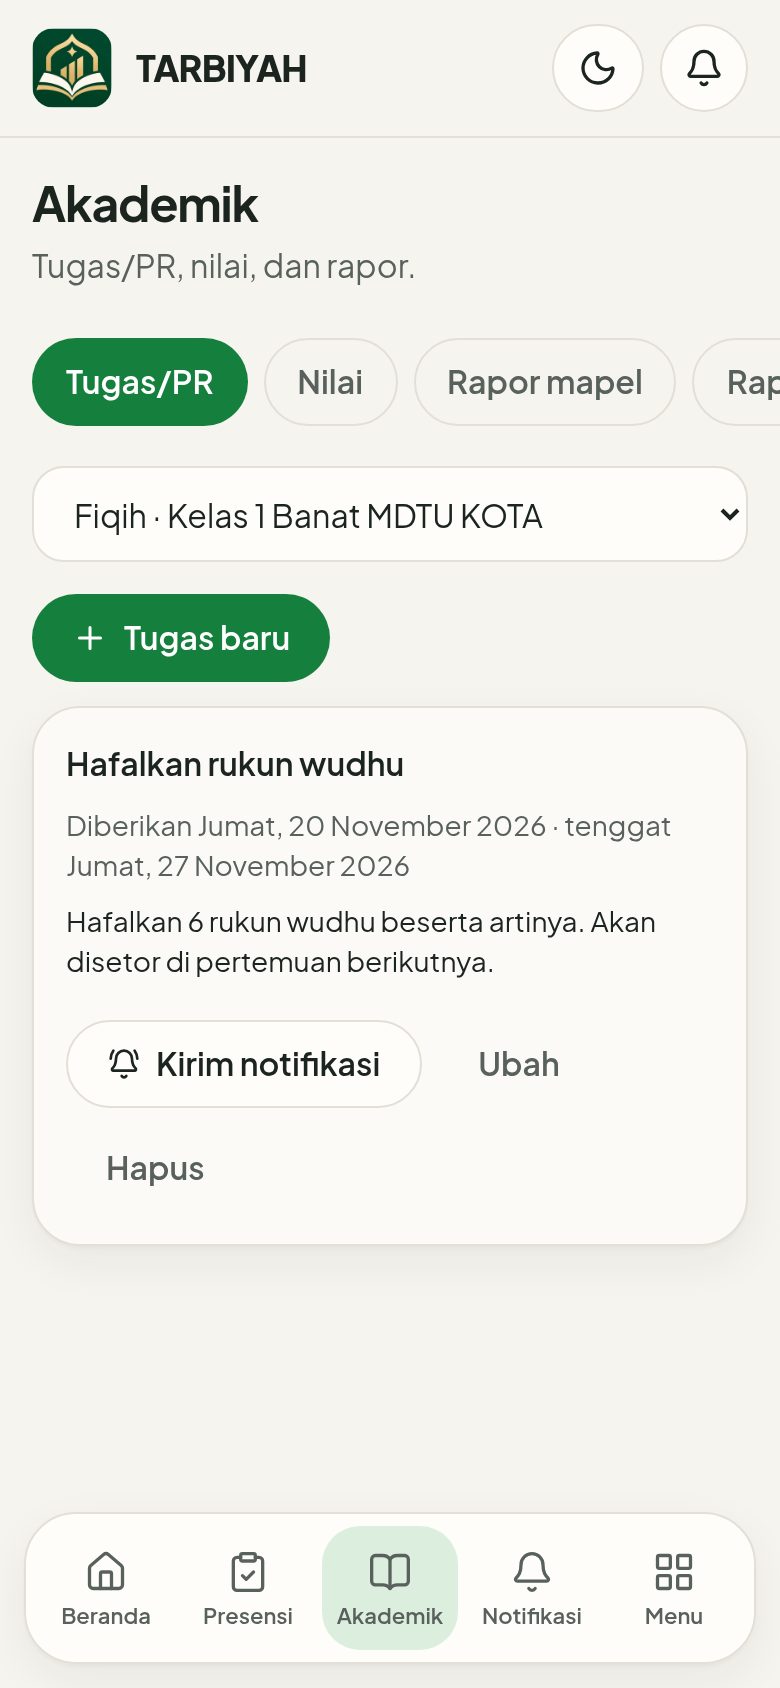 TARBIYAH
Akademik
Tugas/PR, nilai, dan rapor.
Tugas/PR
Nilai
Rapor mapel
Rap
Fiqih · Kelas 1 Banat MDTU KOTA
+ Tugas baru
Hafalkan rukun wudhu
Diberikan Jumat, 20 November 2026 · tenggat
Jumat, 27 November 2026
Hafalkan 6 rukun wudhu beserta artinya. Akan
disetor di pertemuan berikutnya.
Kirim notifikasi
Ubah
Hapus
Beranda
Presensi
Akademik
Notifikasi
Menu